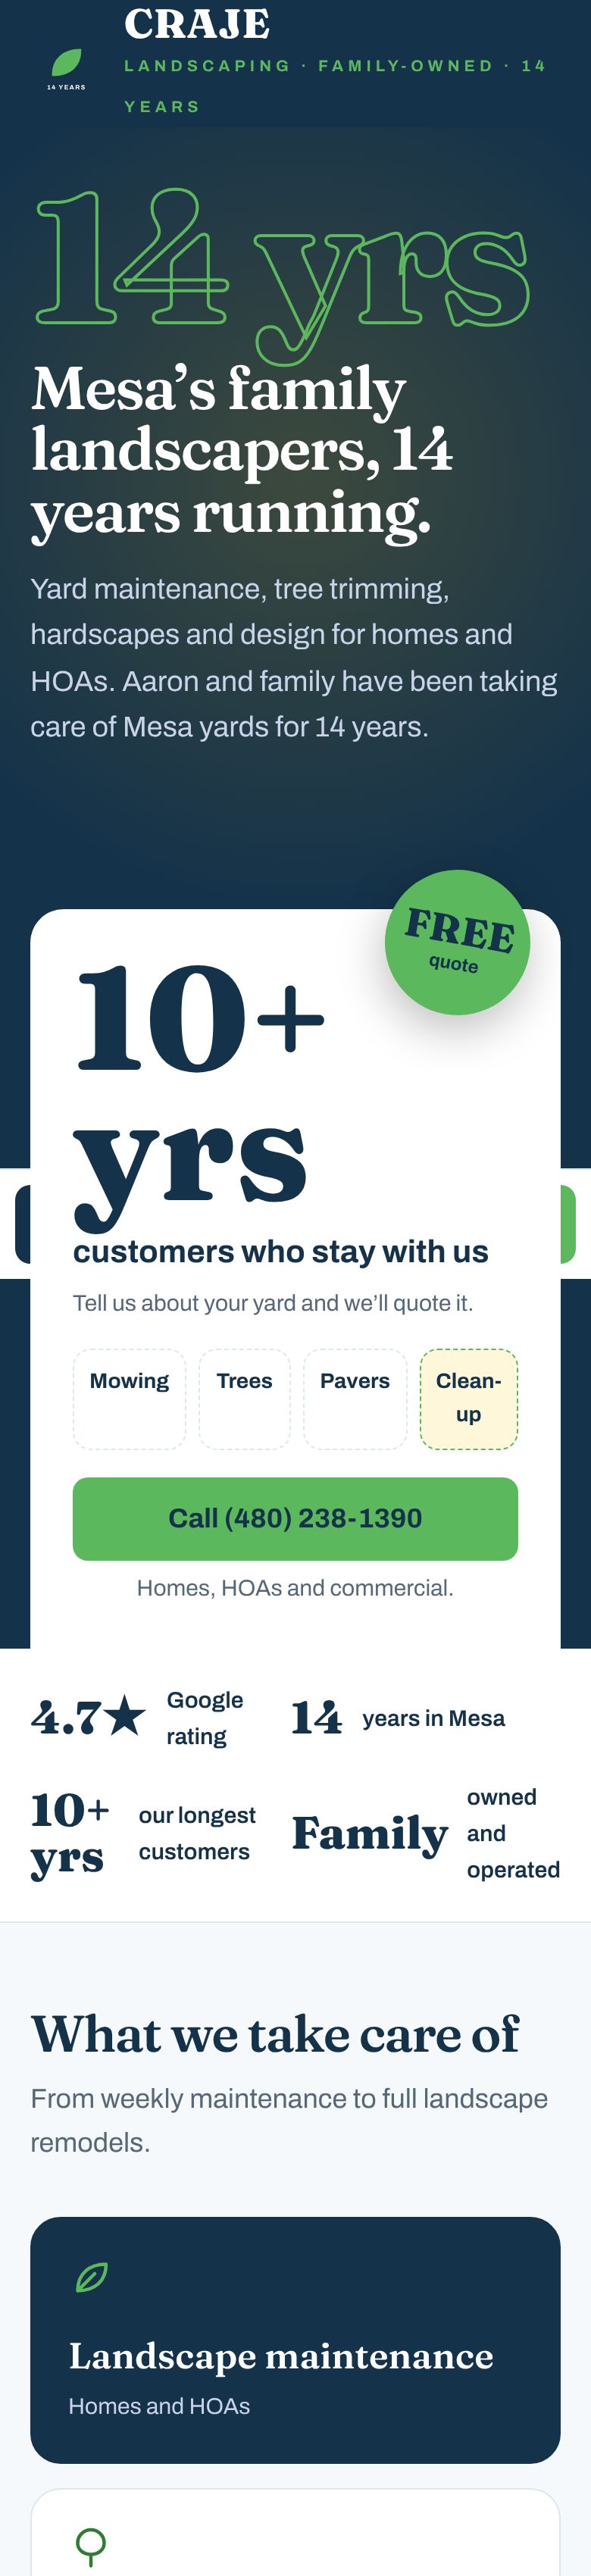 CRAJE
LANDSCAPING · FAMILY-OWNED · 14
YEARS
14 YEARS
14 yrs
Mesa’s family
landscapers, 14
years running.
Yard maintenance, tree trimming,
hardscapes and design for homes and
HOAs. Aaron and family have been taking
care of Mesa yards for 14 years.
FREE
quote
10+
yrs
customers who stay with us
Tell us about your yard and we’ll quote it.
Mowing
Trees
Pavers
Clean-
up
Call (480) 238-1390
Homes, HOAs and commercial.
4.7★ Google
rating
14 years in Mesa
10+
yrs
our longest
customers
Family
owned
and
operated
What we take care of
From weekly maintenance to full landscape
remodels.
Landscape maintenance
Homes and HOAs